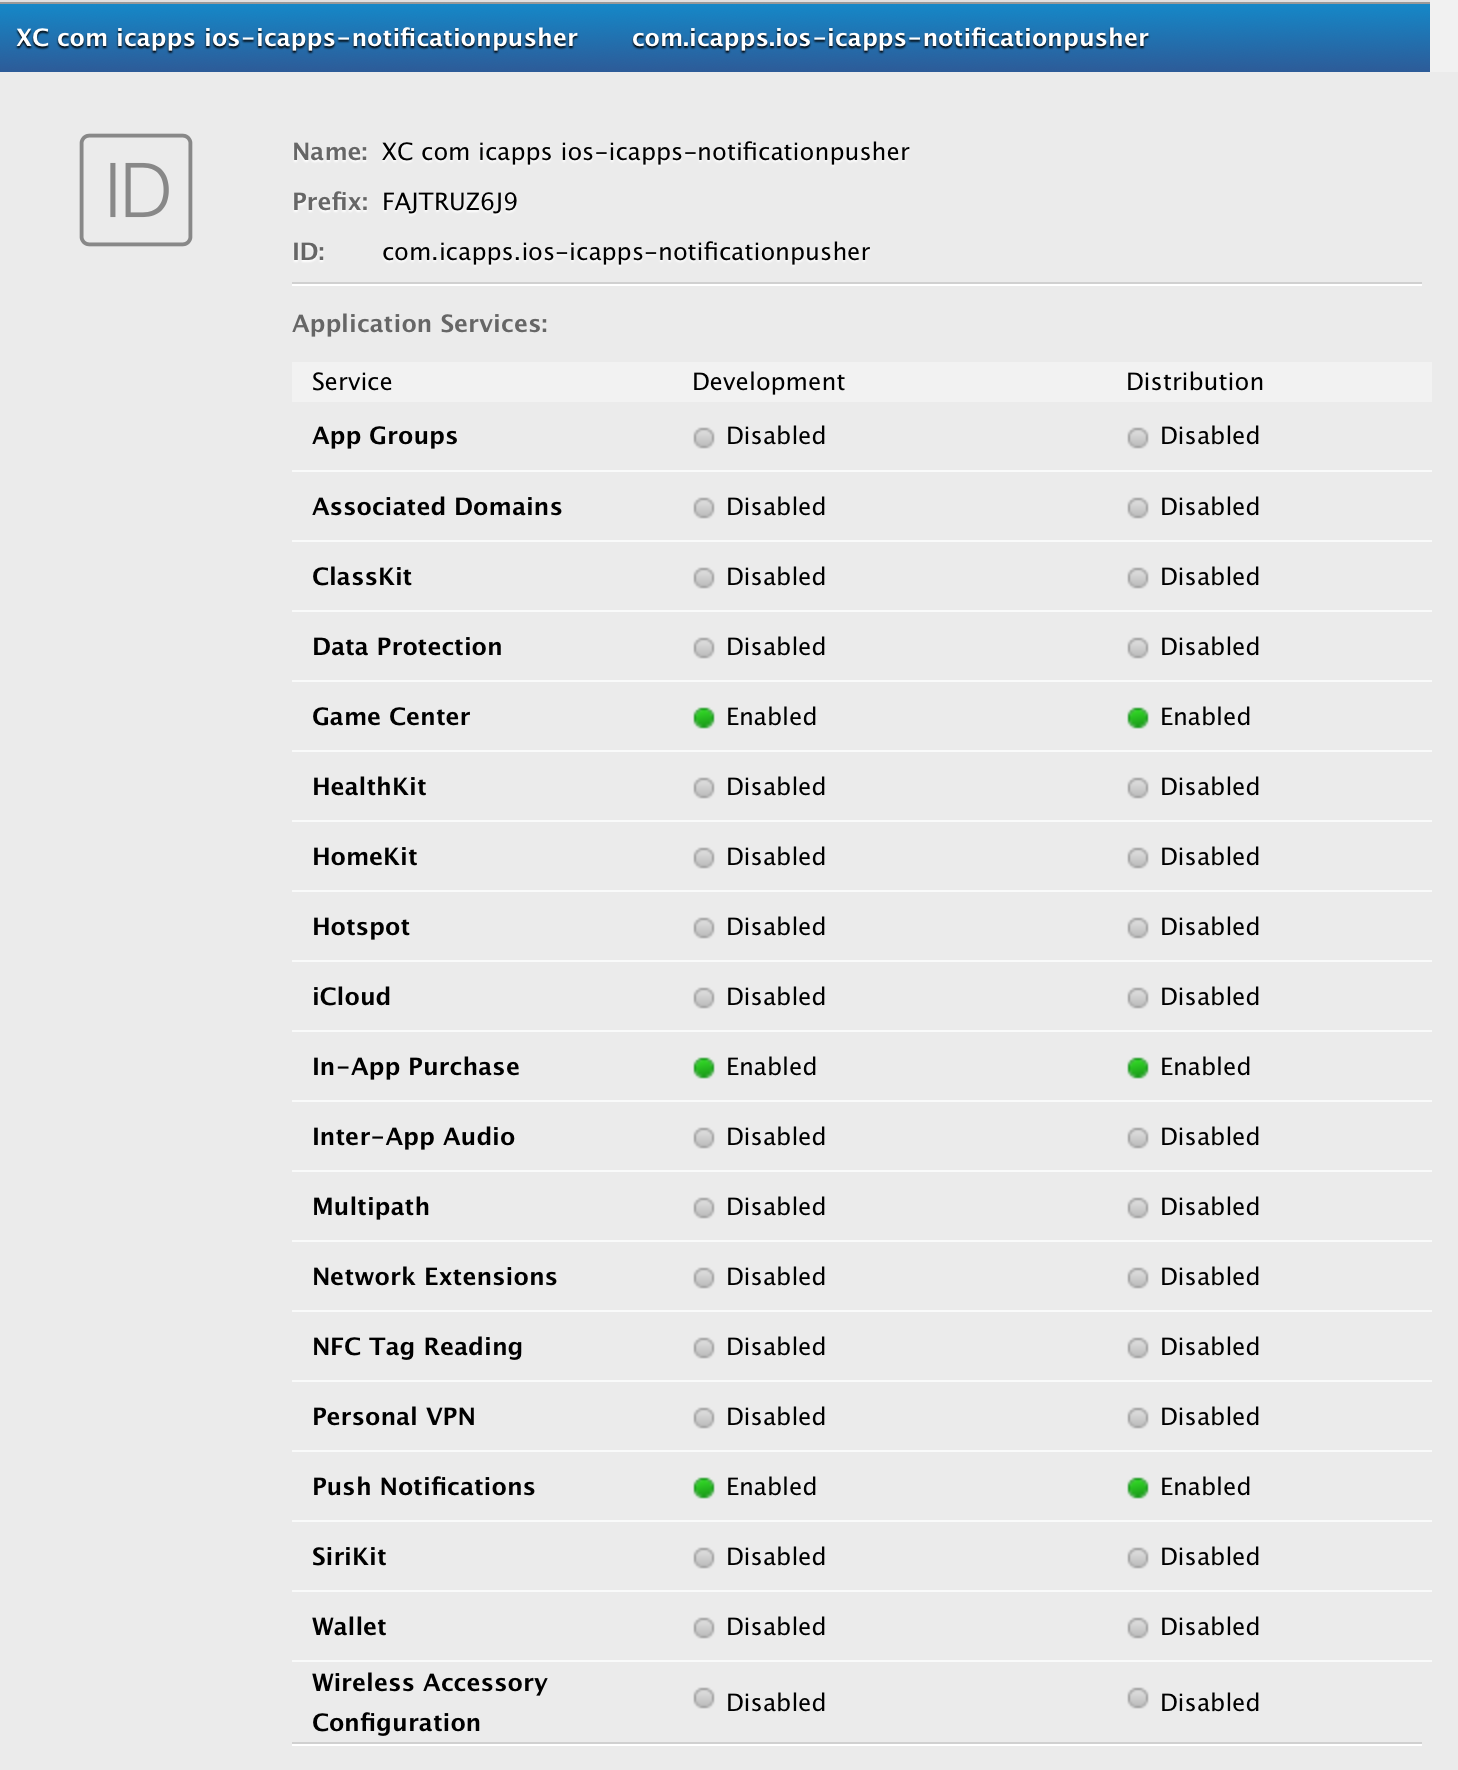 XC com icapps ios-icapps-notificationpusher com.icapps.ios-icapps-notificationpusher
ID
Name: XC com icapps ios-icapps-notificationpusher
Prefix: FAJTRUZ6J9
ID: com.icapps.ios-icapps-notificationpusher
Application Services:
Service Development Distribution
App Groups Disabled Disabled
Associated Domains Disabled Disabled
ClassKit Disabled Disabled
Data Protection Disabled Disabled
Game Center Enabled Enabled
HealthKit Disabled Disabled
HomeKit Disabled Disabled
Hotspot Disabled Disabled
iCloud Disabled Disabled
In-App Purchase Enabled Enabled
Inter-App Audio Disabled Disabled
Multipath Disabled Disabled
Network Extensions Disabled Disabled
NFC Tag Reading Disabled Disabled
Personal VPN Disabled Disabled
Push Notifications Enabled Enabled
SiriKit Disabled Disabled
Wallet Disabled Disabled
Wireless Accessory
Configuration Disabled Disabled